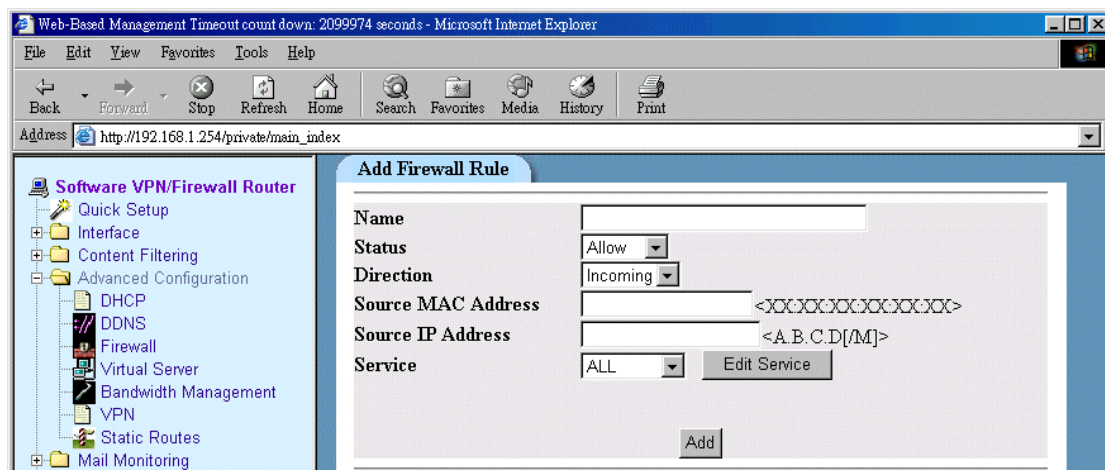 Web-Based Management Timeout count down: 2099974 seconds - Microsoft Internet Explorer
File Edit View Favorites Tools Help
Back Forward Stop Refresh Home Search Favorites Media History Print
Address http://192.168.1.254/private/main_index
Software VPN/Firewall Router
Quick Setup
Interface
Content Filtering
Advanced Configuration
DHCP
DDNS
Firewall
Virtual Server
Bandwidth Management
VPN
Static Routes
Mail Monitoring
Add Firewall Rule
Name
Status Allow
Direction Incoming
Source MAC Address <XX:XX:XX:XX:XX:XX>
Source IP Address <A.B.C.D[/M]>
Service ALL Edit Service
Add